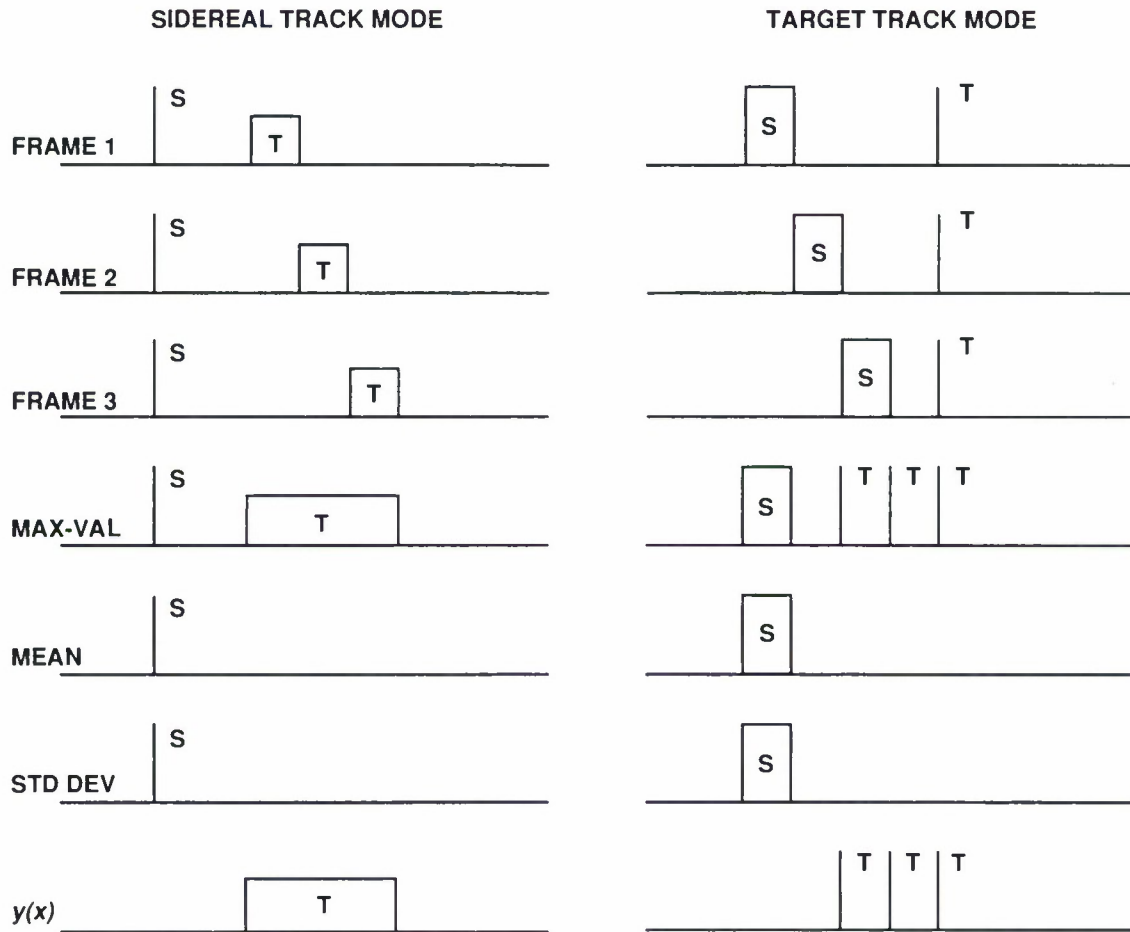 SIDEREAL TRACK MODE TARGET TRACK MODE
S T S T
FRAME 1
S T S T
FRAME 2
S T S T
FRAME 3
S T S T T T
MAX-VAL
S S
MEAN
S S
STD DEV
T T T T
y(x)